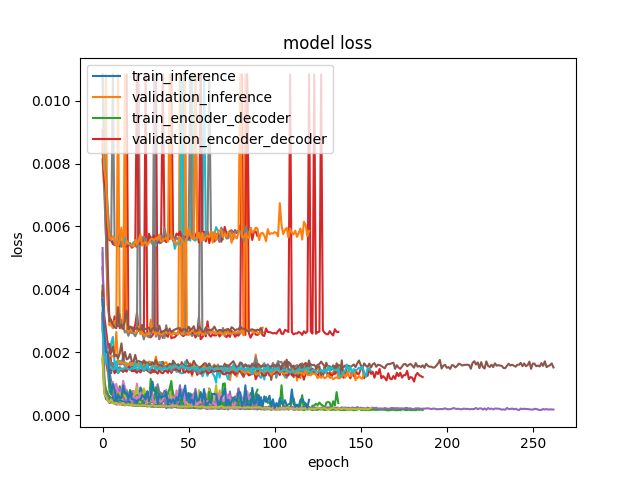 model loss
train_inference
validation_inference
train_encoder_decoder
validation_encoder_decoder
loss
0.010
0.008
0.006
0.004
0.002
0.000
0
50
100
150
200
250
epoch